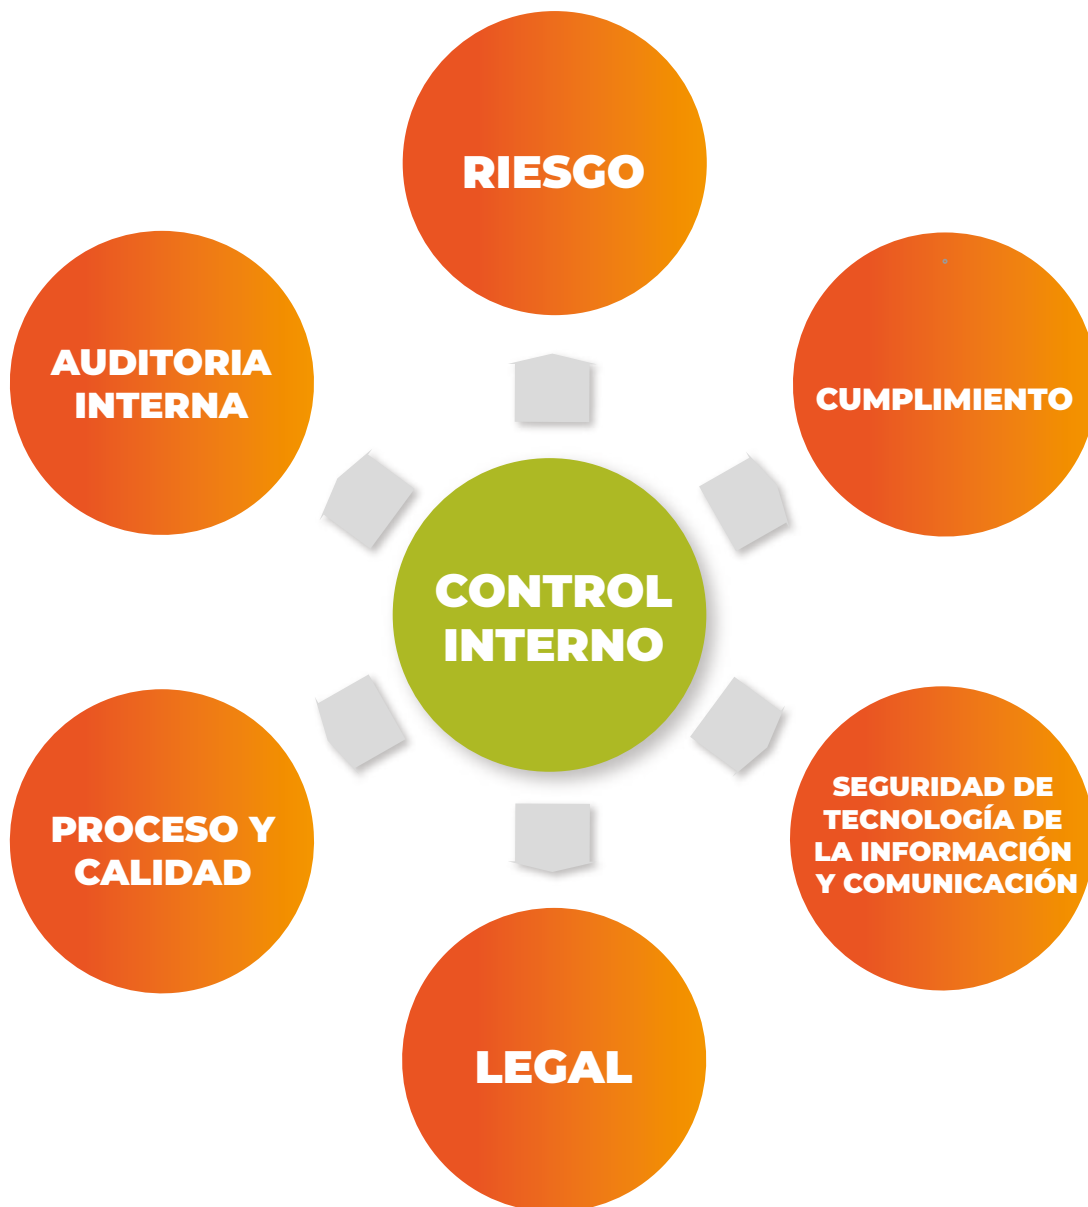 RIESGO
AUDITORIA
INTERNA
CUMPLIMIENTO
CONTROL
INTERNO
SEGURIDAD DE
TECNOLOGÍA DE
LA INFORMACIÓN
Y COMUNICACIÓN
PROCESO Y
CALIDAD
LEGAL